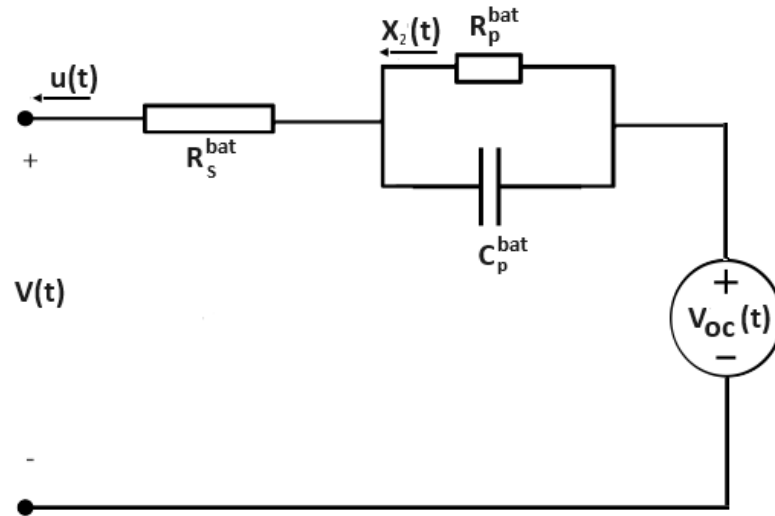 X₂(t)
R_p^bat
u(t)
R_s^bat
+
C_p^bat
V(t)
+
V_oc(t)
−
-